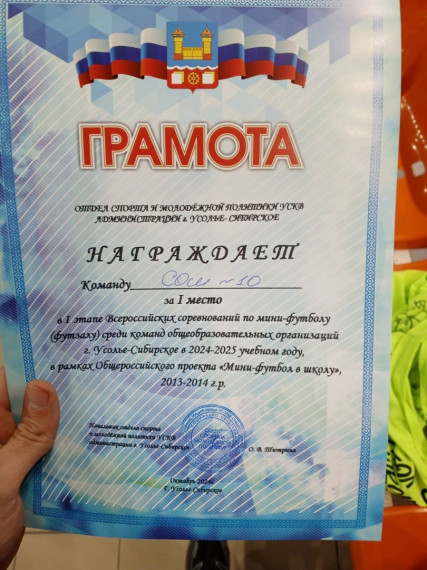 ГРАМОТА
ОТДЕЛ СПОРТА И МОЛОДЁЖНОЙ ПОЛИТИКИ УСКВ
АДМИНИСТРАЦИИ г. УСОЛЬЕ- СИБИРСКОЕ
НАГРАЖДАЕТ
Команду СОШ №10
за I место
в I этапе Всероссийских соревнований по мини-футболу
(футзалу) среди команд общеобразовательных организаций
г. Усолье-Сибирское в 2024-2025 учебном году,
в рамках Общероссийского проекта «Мини-футбол в школу»,
2013-2014 г.р.
Начальник отдела спорта
и молодёжной политики УСКВ
администрации г. Усолье-Сибирское
О. В.
Октябрь 2024г.
Г. Усолье-Сибирское